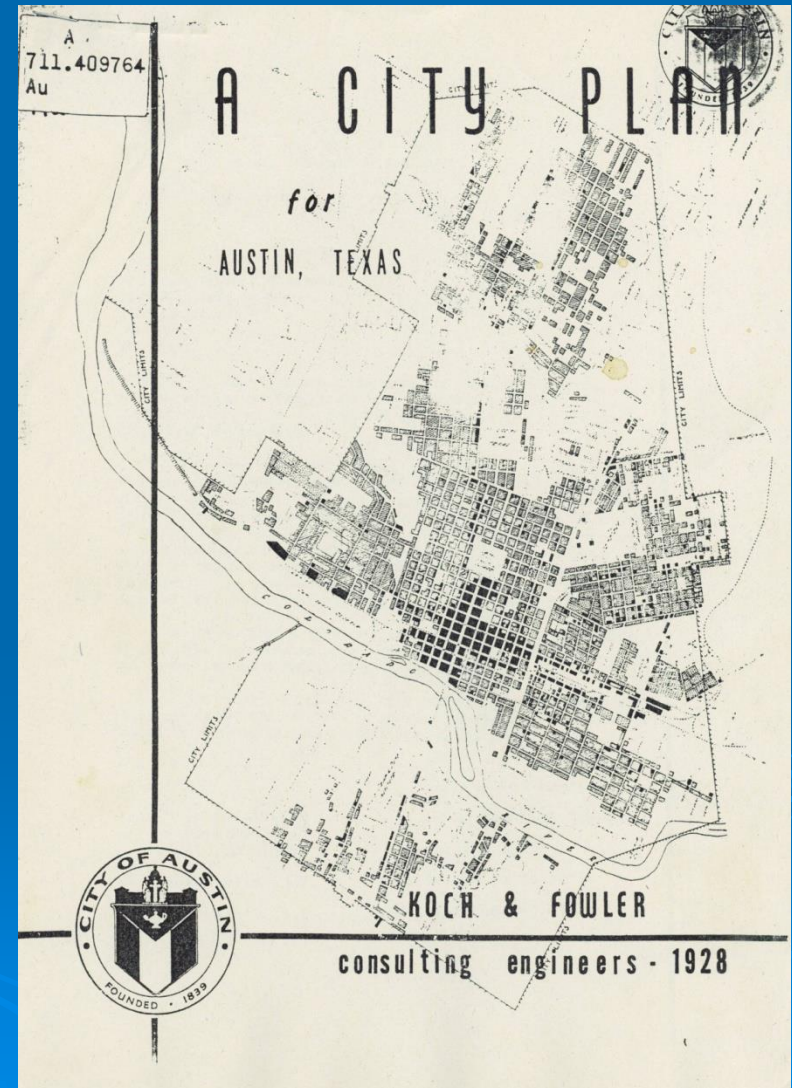 A
711.409764
Au
A CITY PLAN
for
AUSTIN, TEXAS
CITY LIMITS
CITY LIMITS
COLORADO
CITY LIMITS
RIVER
KOCH & FOWLER
consulting engineers - 1928
CITY OF AUSTIN
FOUNDED · 1839